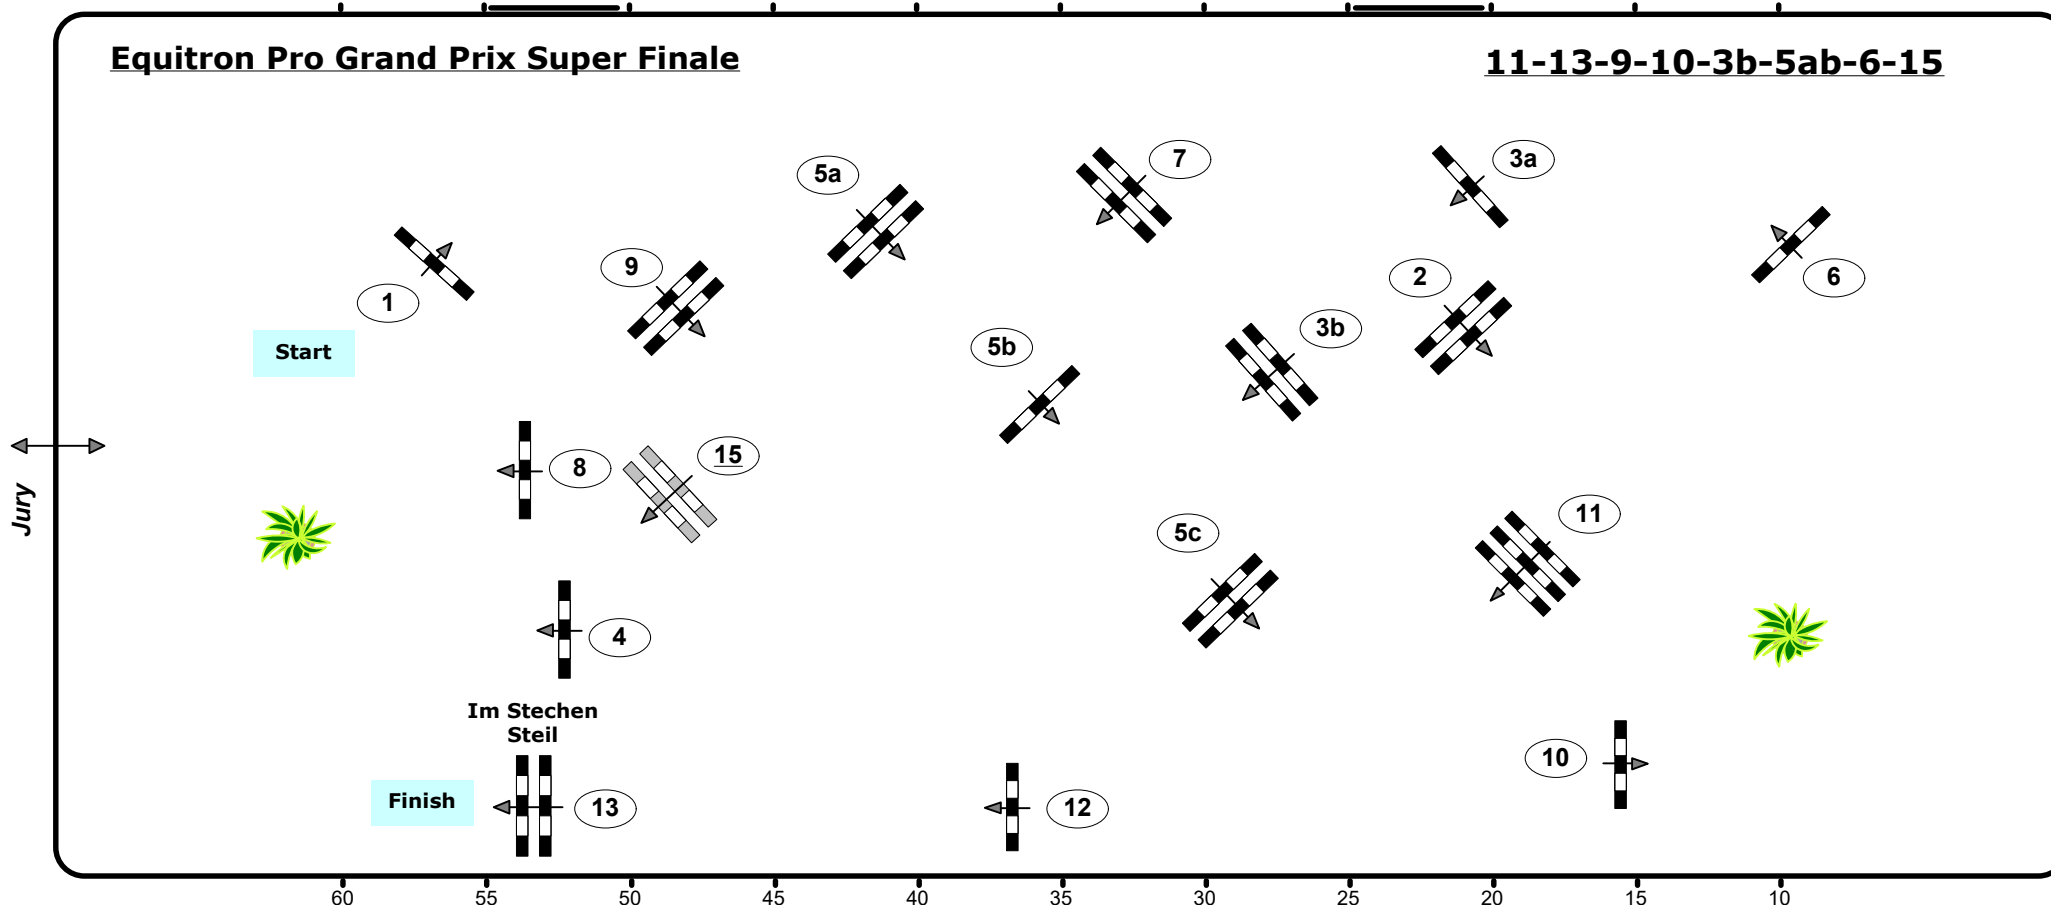 Equitron Pro Grand Prix Super Finale
11-13-9-10-3b-5ab-6-15
7
3a
5a
9
2
6
1
3b
5b
Start
15
8
Jury
11
5c
4
Im Stechen
Steil
10
Finish
13
12
60 55 50 45 40 35 30 25 20 15 10